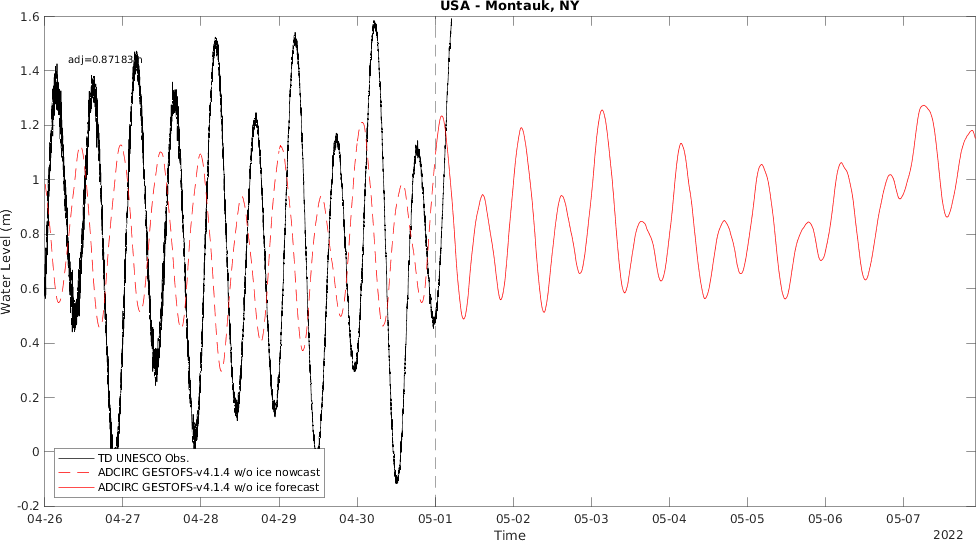 USA - Montauk, NY
adj=0.87183m
Water Level (m)
1.6
1.4
1.2
1
0.8
0.6
0.4
0.2
0
-0.2
TD UNESCO Obs.
ADCIRC GESTOFS-v4.1.4 w/o ice nowcast
ADCIRC GESTOFS-v4.1.4 w/o ice forecast
04-26 04-27 04-28 04-29 04-30 05-01 05-02 05-03 05-04 05-05 05-06 05-07
Time
2022